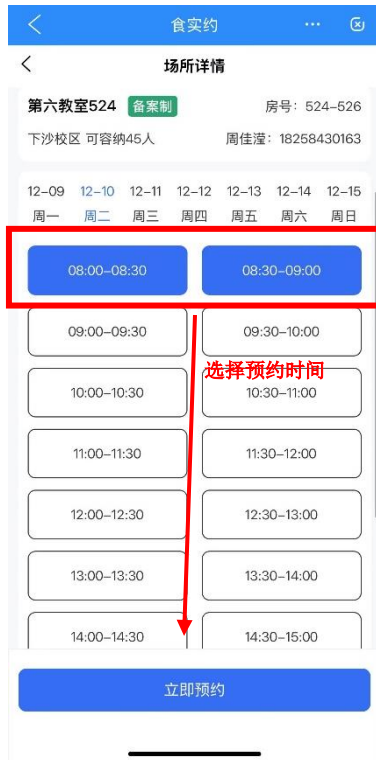 食实约
场所详情
第六教室524 备案制 房号：524-526
下沙校区 可容纳45人 周佳滢：18258430163
12-09 12-10 12-11 12-12 12-13 12-14 12-15
周一 周二 周三 周四 周五 周六 周日
08:00-08:30 08:30-09:00
09:00-09:30 09:30-10:00
选择预约时间
10:00-10:30 10:30-11:00
11:00-11:30 11:30-12:00
12:00-12:30 12:30-13:00
13:00-13:30 13:30-14:00
14:00-14:30 14:30-15:00
立即预约